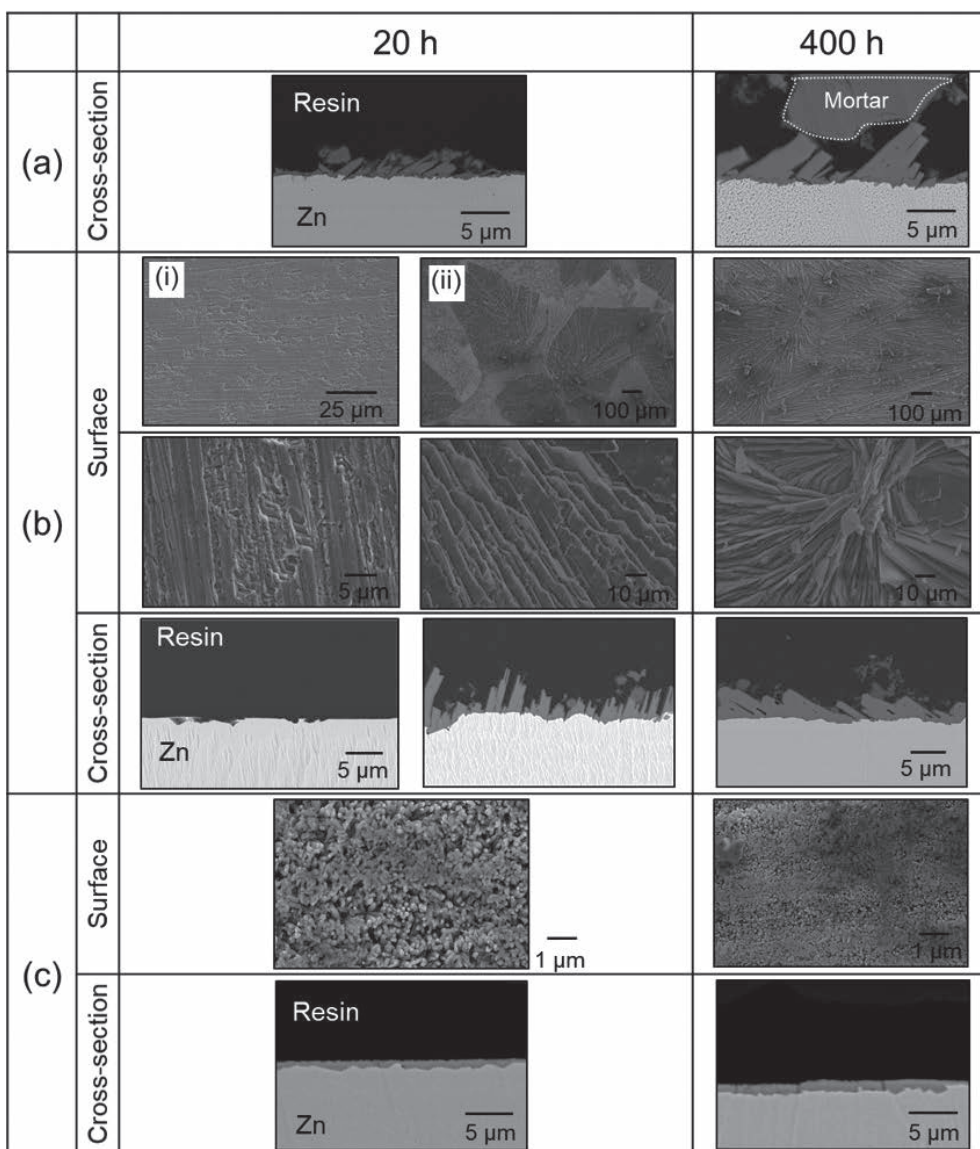 20 h 400 h
(a) Cross-section Resin Zn 5 µm Mortar 5 µm
(b) Surface (i) 25 µm (ii) 100 µm 100 µm
5 µm 10 µm 10 µm
Cross-section Resin Zn 5 µm 5 µm
(c) Surface 1 µm 1 µm
Cross-section Resin Zn 5 µm 5 µm